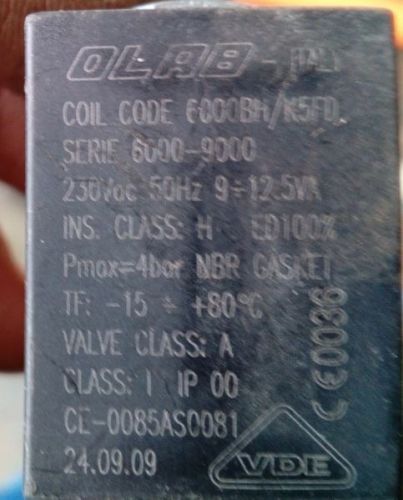 OLAB - ITALY
COIL CODE 6000BH/K5FD
SERIE 6000-9000
230Vac 50Hz 9÷12.5VA
INS. CLASS: H ED100%
Pmax=4bar NBR GASKET
TF: -15 ÷ +80°C
VALVE CLASS: A
CLASS: I IP 00
CE-0085AS0081
24.09.09
CE0036
VDE